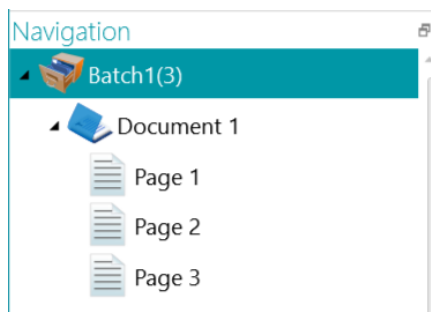 Navigation
Batch1(3)
Document 1
Page 1
Page 2
Page 3